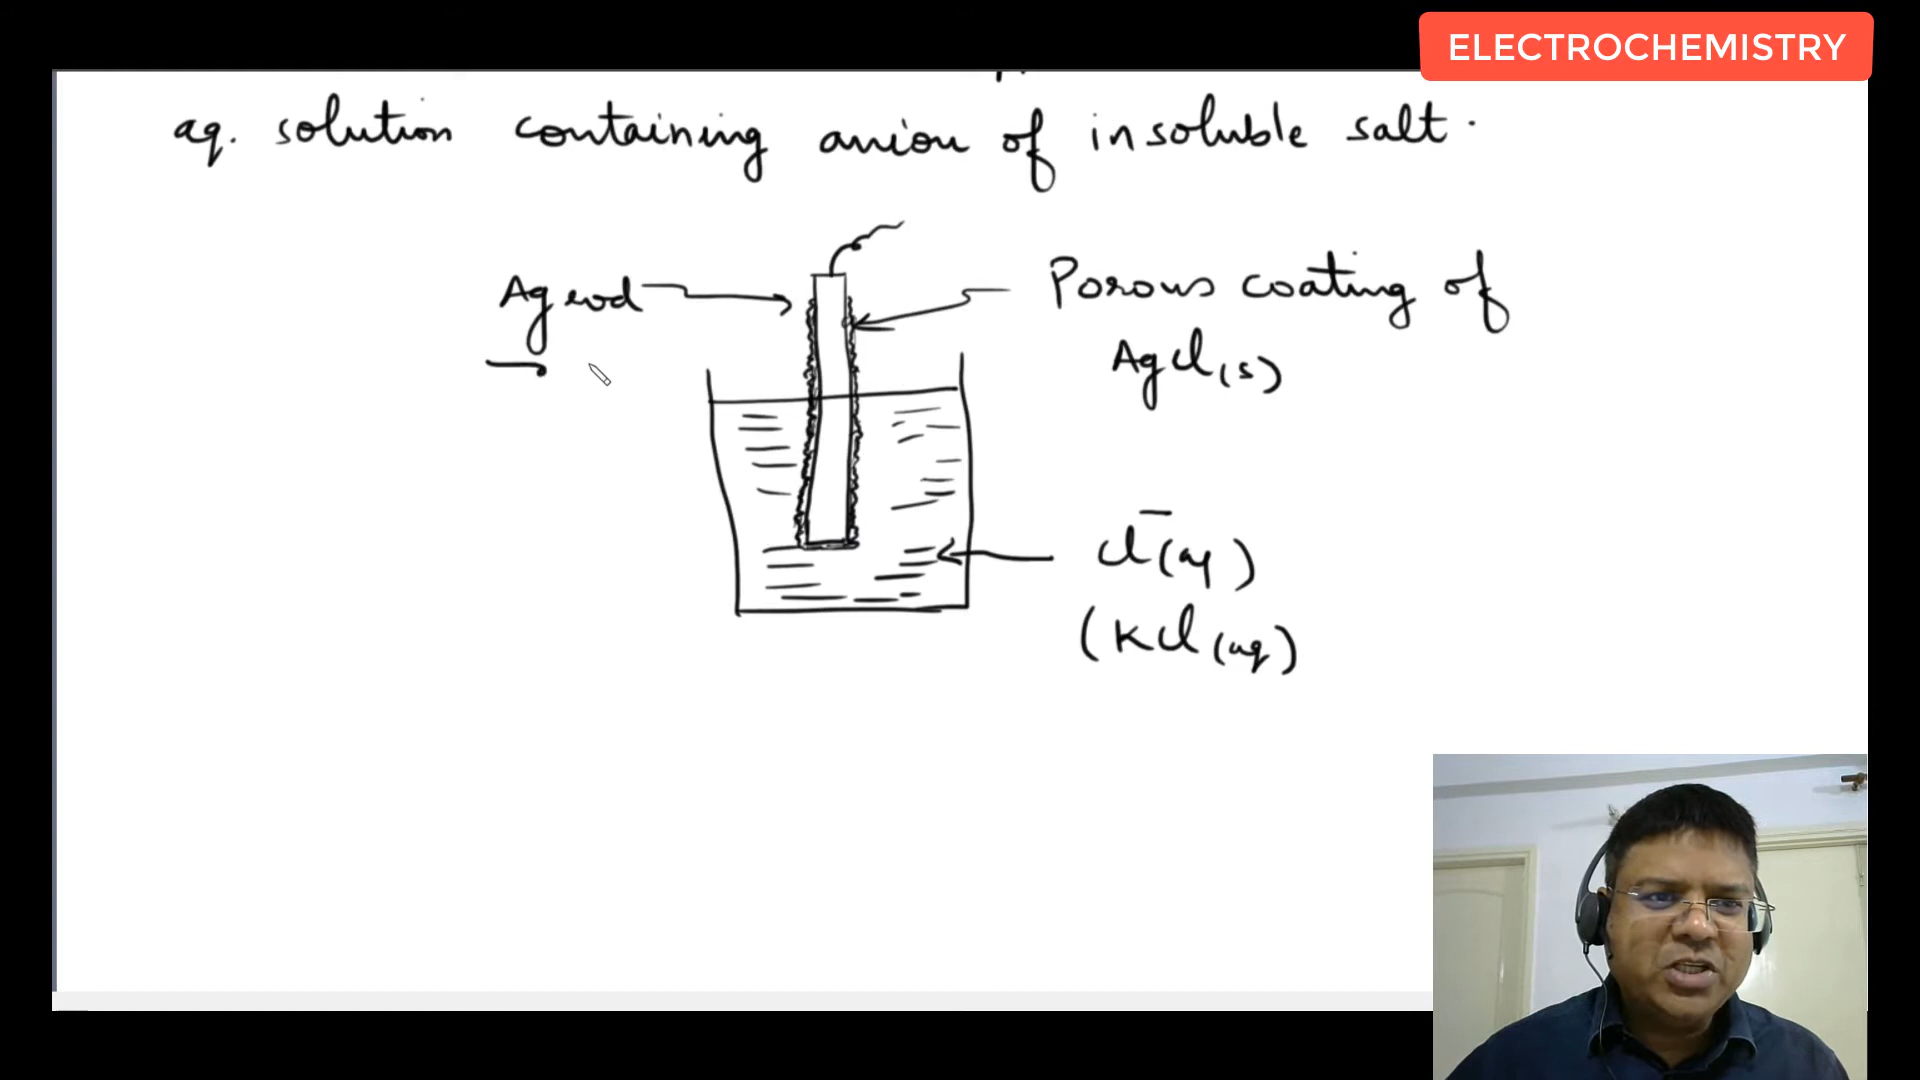 ELECTROCHEMISTRY
aq. solution containing anion of insoluble salt.
Ag rod
Porous coating of
AgCl(s)
Cl⁻(aq)
(KCl(aq)